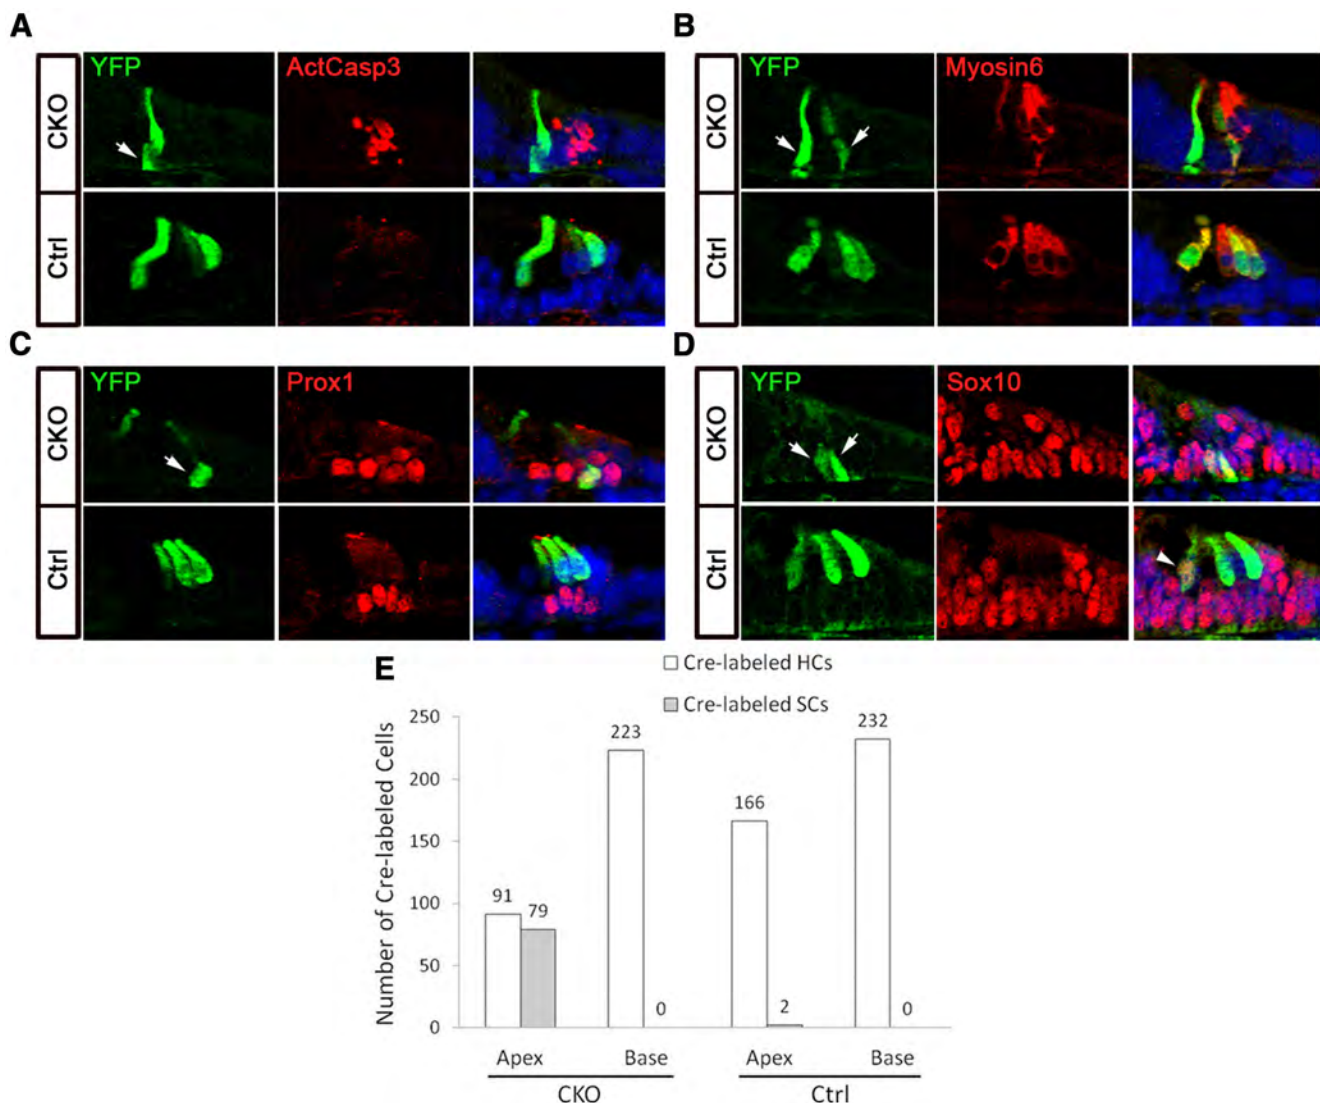 A
YFP
ActCasp3
CKO
Ctrl
B
YFP
Myosin6
CKO
Ctrl
C
YFP
Prox1
CKO
Ctrl
D
YFP
Sox10
CKO
Ctrl
E
Cre-labeled HCs
Cre-labeled SCs
Number of Cre-labeled Cells
250
200
150
100
50
0
91
79
223
0
166
2
232
0
Apex
Base
Apex
Base
CKO
Ctrl